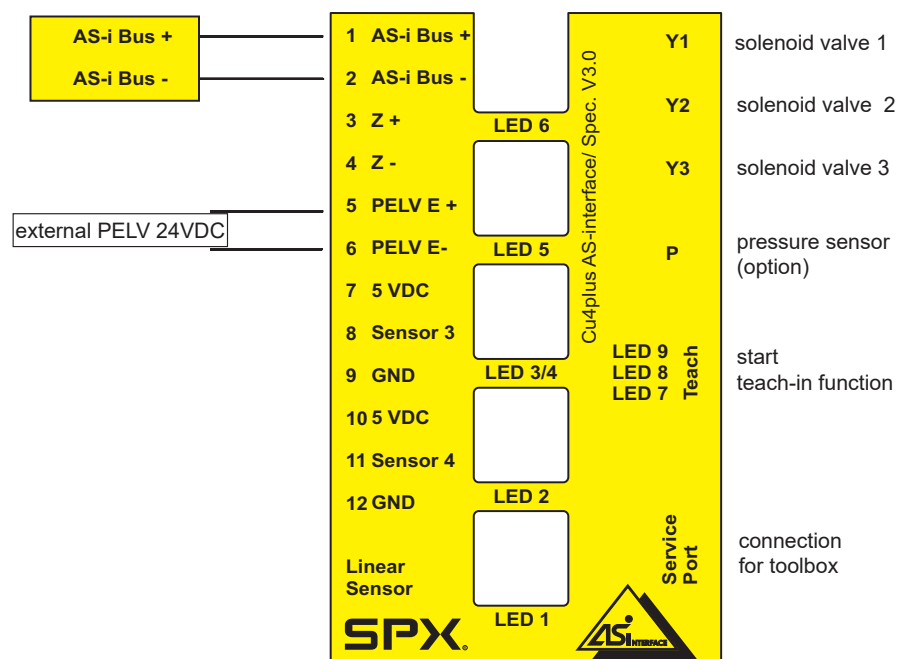 AS-i Bus +
AS-i Bus -
external PELV 24VDC
1 AS-i Bus +
2 AS-i Bus -
3 Z +
4 Z -
5 PELV E +
6 PELV E-
7 5 VDC
8 Sensor 3
9 GND
10 5 VDC
11 Sensor 4
12 GND
Linear
Sensor
SPX®
LED 6
LED 5
LED 3/4
LED 2
LED 1
Cu4plus AS-interface/ Spec. V3.0
Y1
Y2
Y3
P
LED 9
LED 8
LED 7
Teach
Service
Port
ASi INTERFACE
solenoid valve 1
solenoid valve 2
solenoid valve 3
pressure sensor
(option)
start
teach-in function
connection
for toolbox